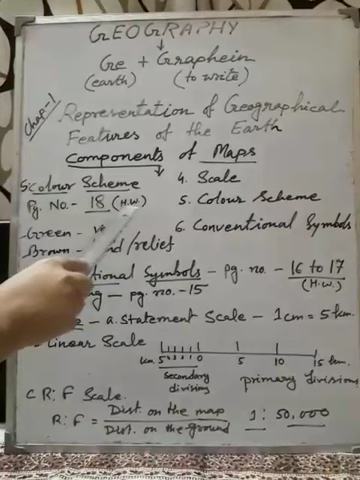 GEOGRAPHY
Ge + Graphein
(earth) (to write)
Chap-1
Representation of Geographical
Features of the Earth
Components of Maps
5. Colour Scheme
4. Scale
Pg. No.- 18 (H.W.)
5. Colour Scheme
Green -
6. Conventional Symbols
Brown - /relief
Symbols - pg. no. - 16 to 17
(H.W.)
- pg. no. - 15
- a. Statement Scale - 1cm = 5 km.
Linear Scale
km. 5 0 5 10 15 km.
secondary
division
primary divisions
C R: F Scale.
R: F = Dist. on the map
Dist. on the ground
1: 50,000